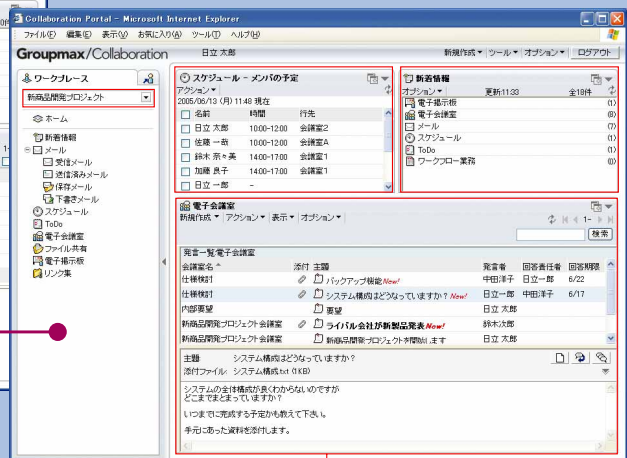 Collaboration Portal - Microsoft Internet Explorer
ファイル(F) 編集(E) 表示(V) お気に入り(A) ツール(T) ヘルプ(H)
Groupmax/Collaboration 日立 太郎 新規作成 ツール オプション ログアウト
ワークプレース
新商品開発プロジェクト
ホーム
新着情報
メール
受信メール
送信済みメール
保存メール
下書きメール
スケジュール
ToDo
電子会議室
ファイル共有
電子掲示板
リンク集
スケジュール - メンバの予定
アクション
2005/06/13 (月) 11:48 現在
名前 時間 行先
日立 太郎 10:00-12:00 会議室2
佐藤 一哉 10:00-12:00 会議室A
鈴木 奈々美 14:00-17:00 会議室1
加藤 良子 14:00-17:00 会議室1
日立 一郎 -
新着情報
オプション 更新:11:33 全18件
電子掲示板 (1)
電子会議室
メール (7)
スケジュール (1)
ToDo (1)
ワークフロー業務 (0)
電子会議室
新規作成 アクション 表示 オプション
1-
検索
発言一覧:電子会議室
会議室名 添付 主題 発言者 回答責任者 回答期限
仕様検討 バックアップ機能 New! 中田洋子 日立一郎 6/22
仕様検討 システム構成はどうなっていますか? New! 日立一郎 中田洋子 6/17
内部要望 要望 日立 太郎
新商品開発プロジェクト会議室 ライバル会社が新製品発表 New! 鈴木次郎
新商品開発プロジェクト会議室 新商品開発プロジェクトを開始します 日立 太郎
主題 システム構成はどうなっていますか?
添付ファイル: システム構成.txt (1KB)
システムの全体構成が良くわからないのですが
どこまでまとまっていますか?
いつまでに完成する予定かも教えて下さい。
手元にあった資料を添付します。